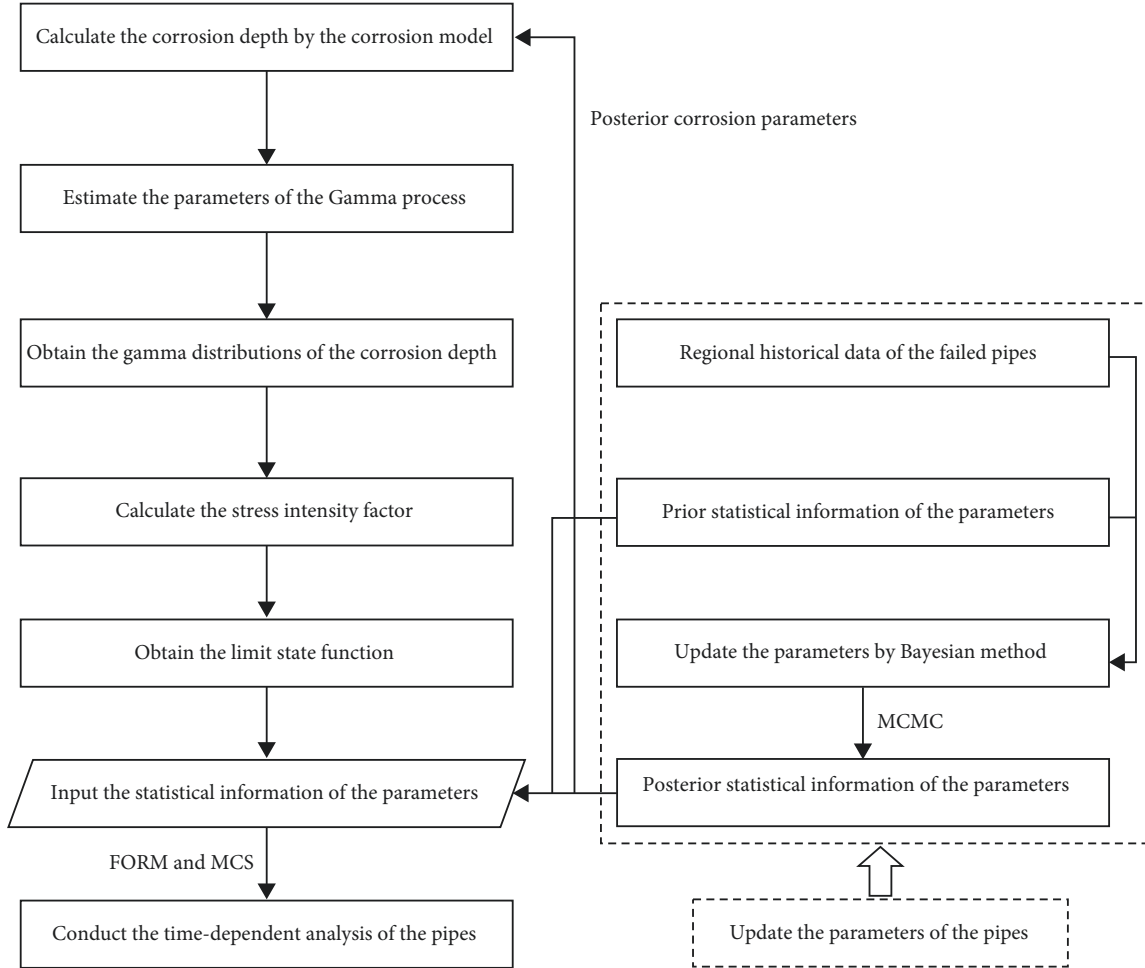 Calculate the corrosion depth by the corrosion model
Posterior corrosion parameters
Estimate the parameters of the Gamma process
Obtain the gamma distributions of the corrosion depth
Regional historical data of the failed pipes
Calculate the stress intensity factor
Prior statistical information of the parameters
Obtain the limit state function
Update the parameters by Bayesian method
MCMC
Input the statistical information of the parameters
Posterior statistical information of the parameters
FORM and MCS
Conduct the time-dependent analysis of the pipes
Update the parameters of the pipes